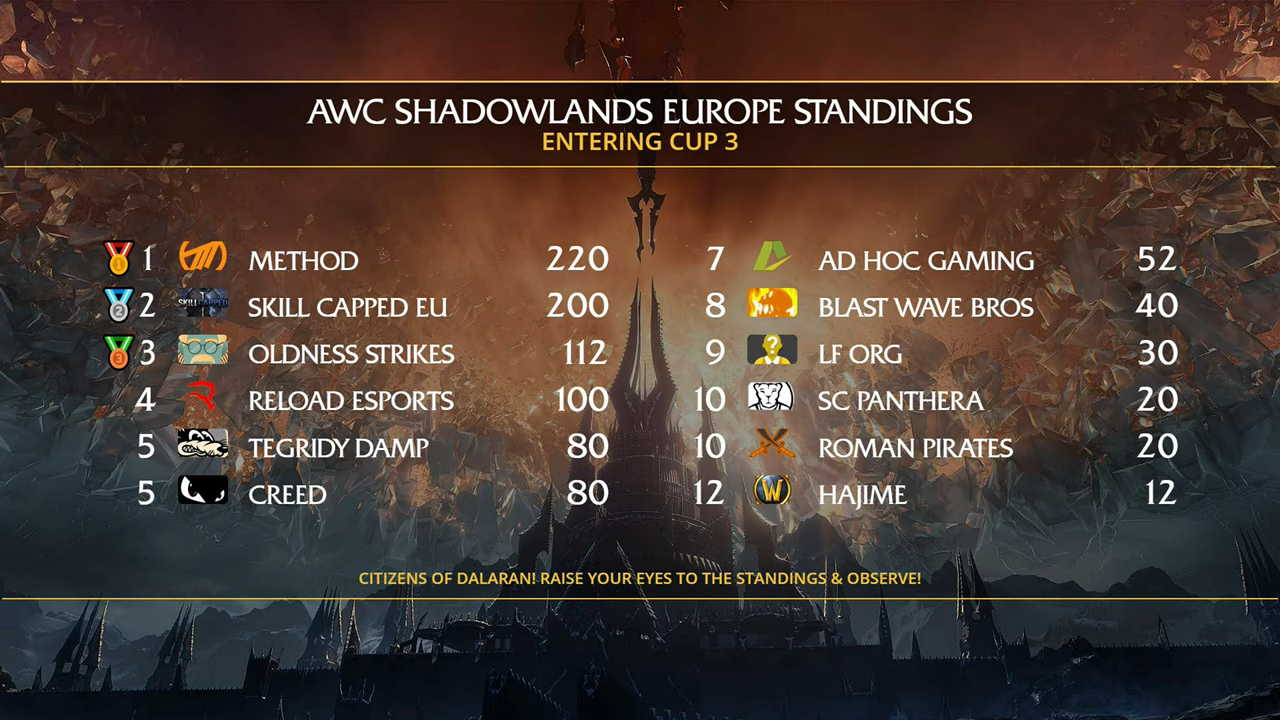 AWC SHADOWLANDS EUROPE STANDINGS
ENTERING CUP 3
1 METHOD 220
2 SKILL CAPPED SKILL CAPPED EU 200
3 OLDNESS STRIKES 112
4 RELOAD ESPORTS 100
5 TEGRIDY DAMP 80
5 CREED 80
7 AD HOC GAMING 52
8 BLAST WAVE BROS 40
9 ? LF ORG 30
10 SC PANTHERA 20
10 ROMAN PIRATES 20
12 W HAJIME 12
CITIZENS OF DALARAN! RAISE YOUR EYES TO THE STANDINGS & OBSERVE!